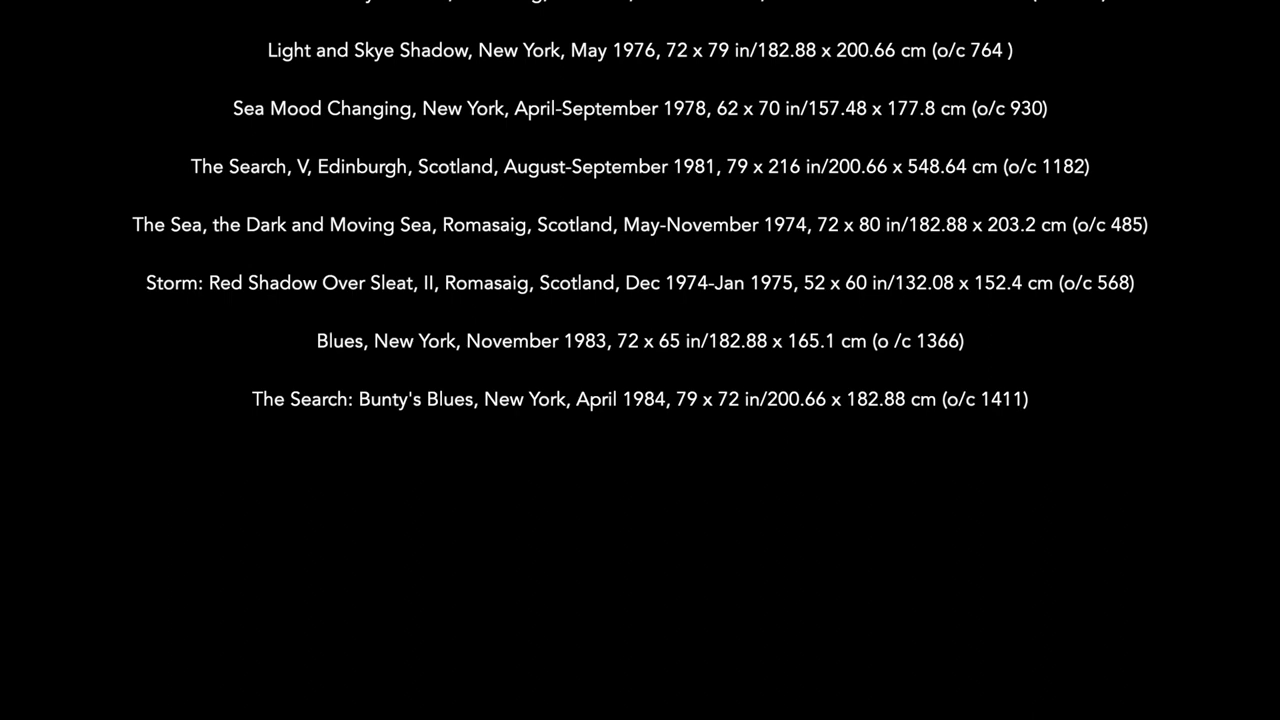 Light and Skye Shadow, New York, May 1976, 72 x 79 in/182.88 x 200.66 cm (o/c 764 )
Sea Mood Changing, New York, April-September 1978, 62 x 70 in/157.48 x 177.8 cm (o/c 930)
The Search, V, Edinburgh, Scotland, August-September 1981, 79 x 216 in/200.66 x 548.64 cm (o/c 1182)
The Sea, the Dark and Moving Sea, Romasaig, Scotland, May-November 1974, 72 x 80 in/182.88 x 203.2 cm (o/c 485)
Storm: Red Shadow Over Sleat, II, Romasaig, Scotland, Dec 1974-Jan 1975, 52 x 60 in/132.08 x 152.4 cm (o/c 568)
Blues, New York, November 1983, 72 x 65 in/182.88 x 165.1 cm (o /c 1366)
The Search: Bunty's Blues, New York, April 1984, 79 x 72 in/200.66 x 182.88 cm (o/c 1411)